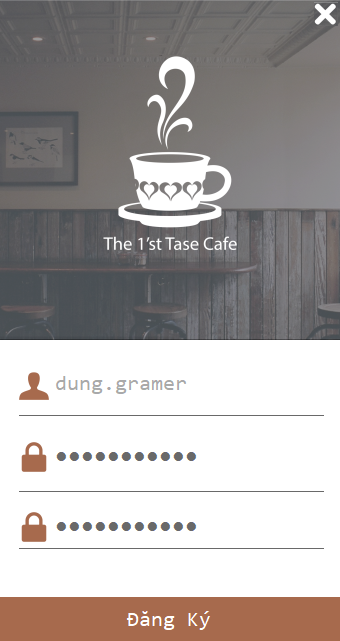 The 1'st Tase Cafe
dung.gramer
●●●●●●●●●●●
●●●●●●●●●●●
Đăng Ký